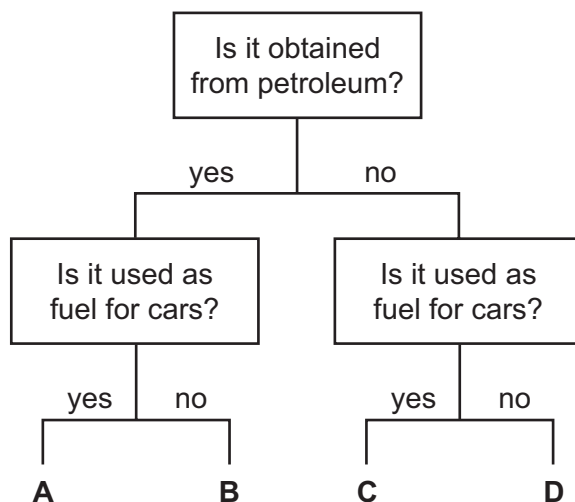 Is it obtained
from petroleum?
yes
no
Is it used as
fuel for cars?
Is it used as
fuel for cars?
yes
no
yes
no
A
B
C
D